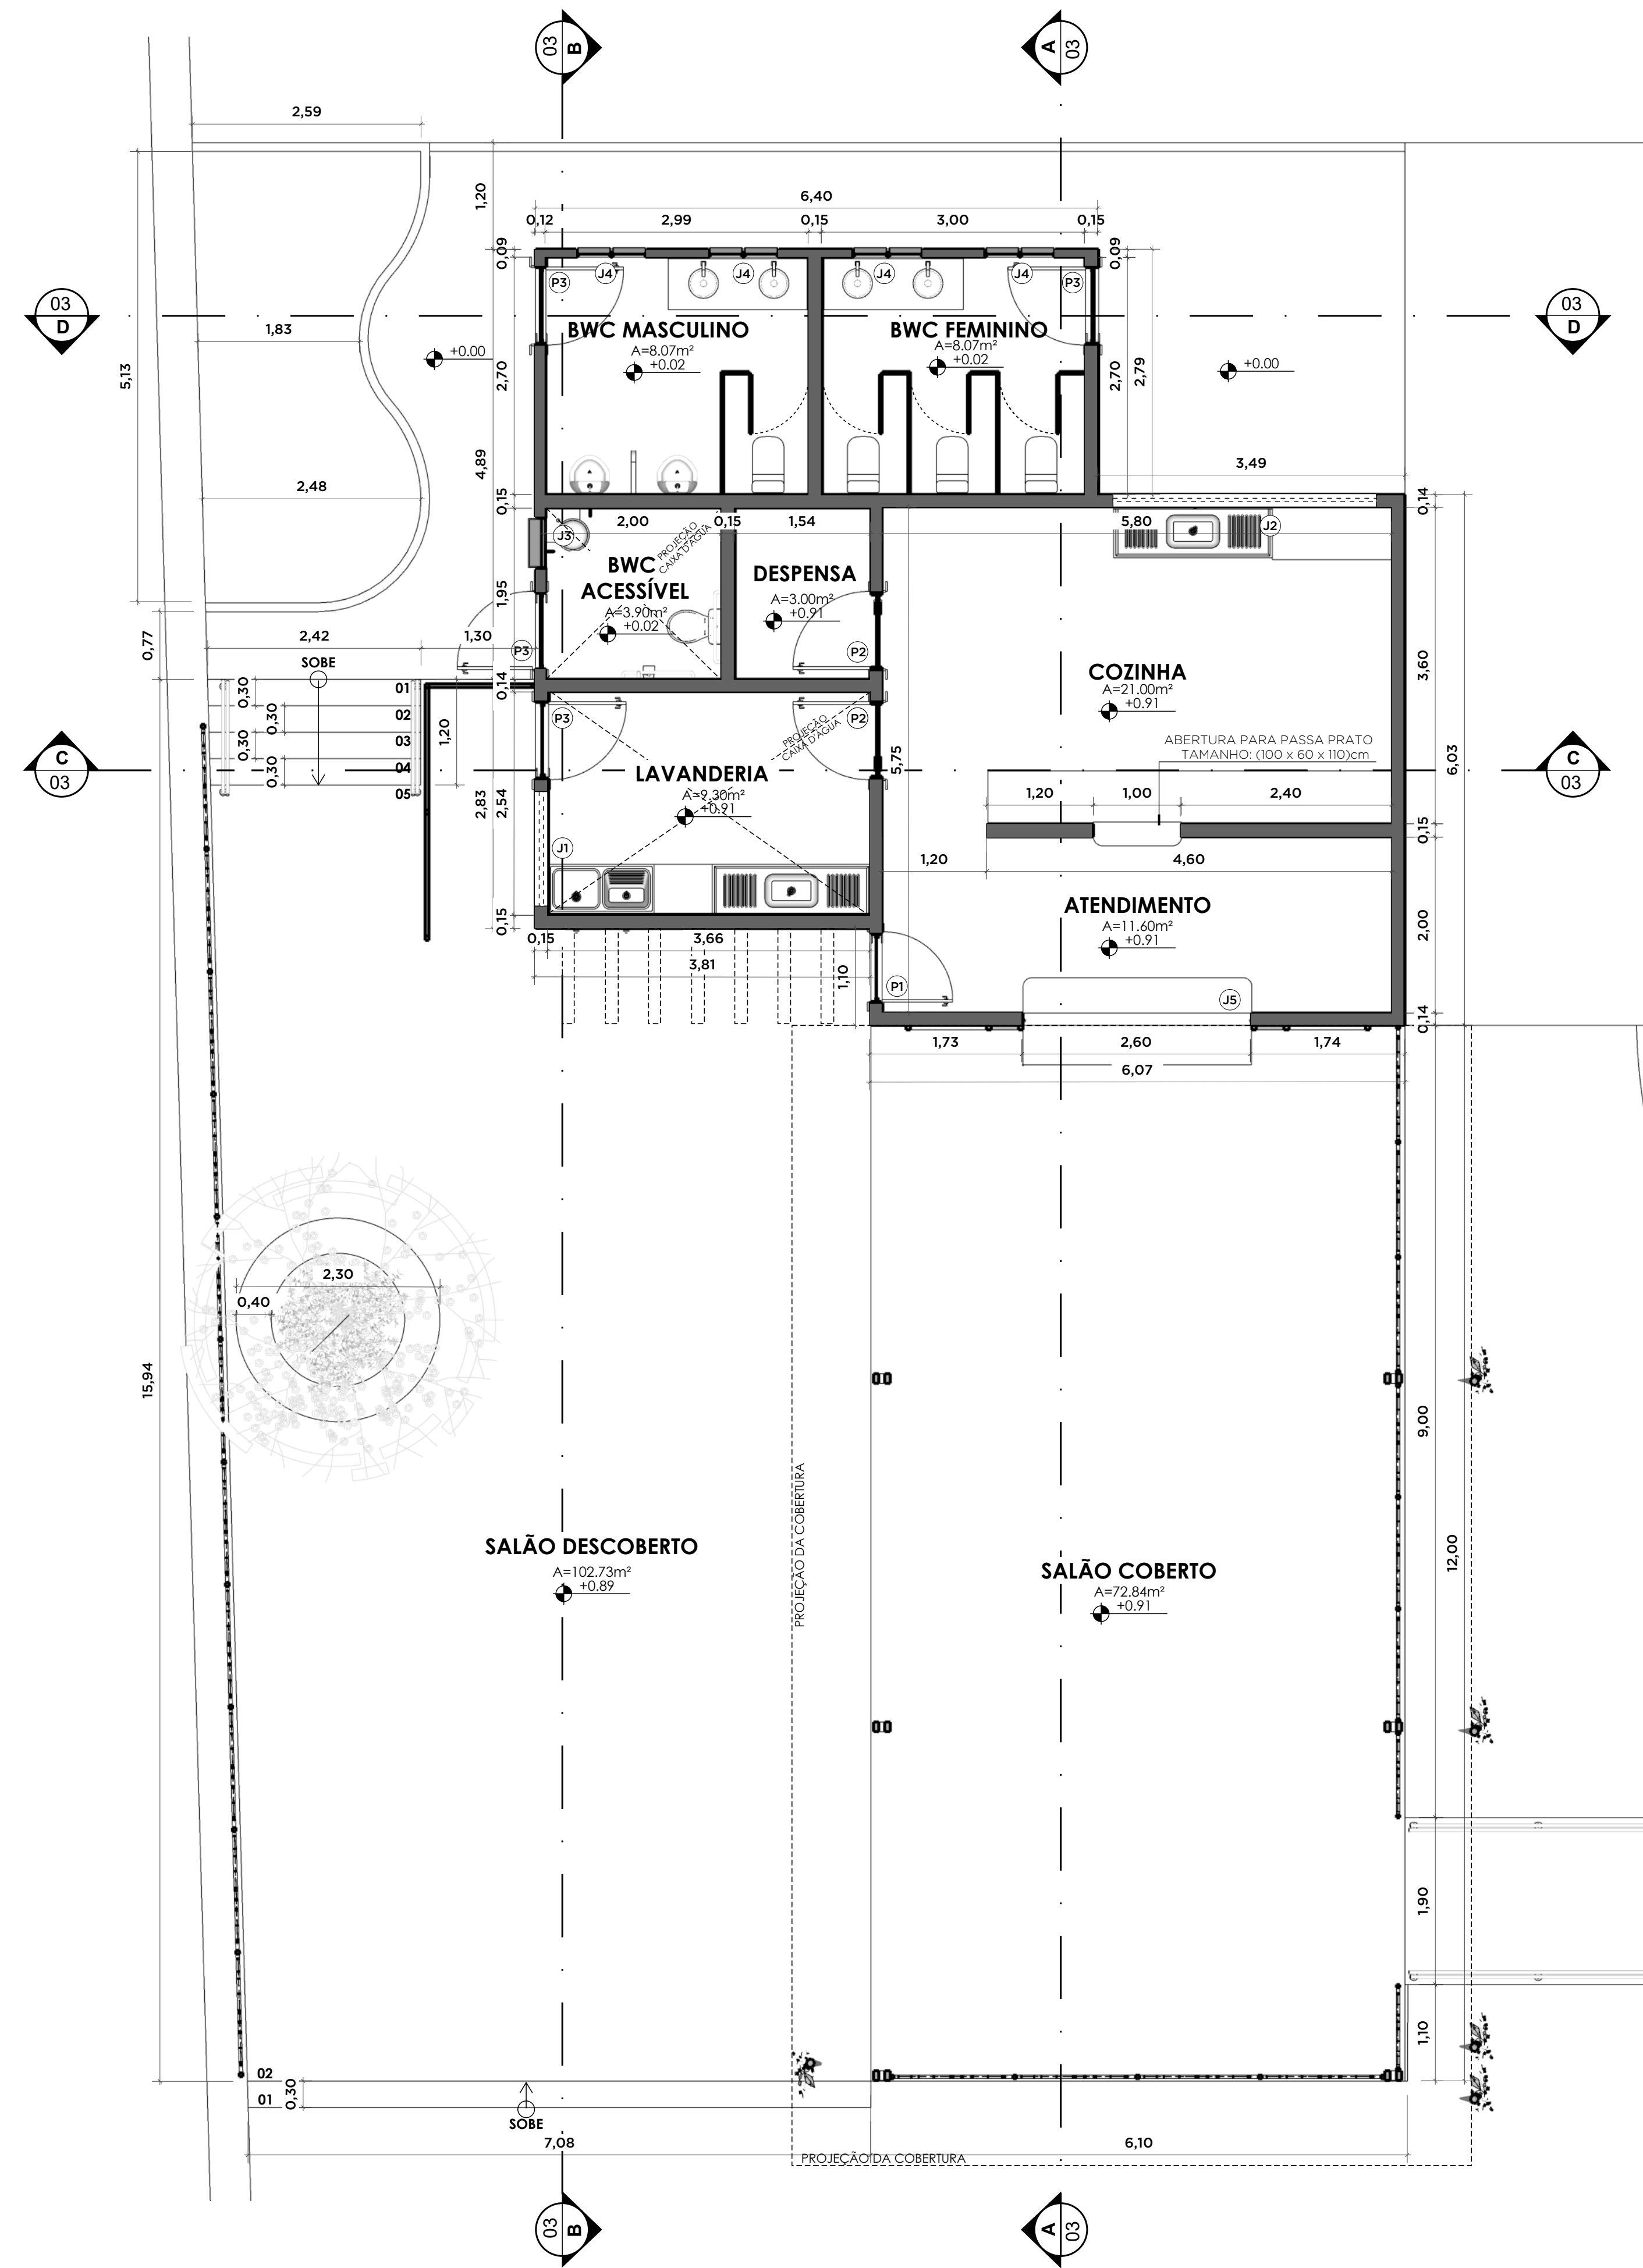 03
B
A
03
2,59
1,20
6,40
0,12
2,99
0,15
3,00
0,15
0,09
0,09
P3
J4
J4
J4
J4
P3
03
D
03
D
1,83
BWC MASCULINO
A=8.07m²
+0.02
BWC FEMININO
A=8.07m²
+0.02
+0.00
+0.00
5,13
2,70
2,70
2,79
4,89
3,49
2,48
0,15
0,14
2,00
0,15
1,54
5,80
J2
J3
PROJEÇÃO
CAIXA D'AGUA
BWC
ACESSÍVEL
A=3.90m²
+0.02
DESPENSA
A=3.00m²
+0.91
1,95
0,77
2,42
1,30
P3
P2
SOBE
COZINHA
A=21.00m²
+0.91
3,60
0,14
01
02
03
04
05
0,30
0,30
0,30
0,30
1,20
P3
P2
PROJEÇÃO
CAIXA D'AGUA
ABERTURA PARA PASSA PRATO
TAMANHO: (100 x 60 x 110)cm
C
03
C
03
5,75
6,03
LAVANDERIA
A=9.30m²
+0.91
2,83
2,54
1,20
1,00
2,40
0,15
J1
1,20
4,60
ATENDIMENTO
A=11.60m²
+0.91
2,00
0,15
0,15
3,66
3,81
1,10
P1
J5
0,14
1,73
2,60
1,74
6,07
2,30
0,40
15,94
9,00
PROJEÇÃO DA COBERTURA
SALÃO DESCOBERTO
A=102.73m²
+0.89
SALÃO COBERTO
A=72.84m²
+0.91
12,00
1,90
1,10
02
01
0,30
SOBE
7,08
6,10
PROJEÇÃO DA COBERTURA
03
B
A
03